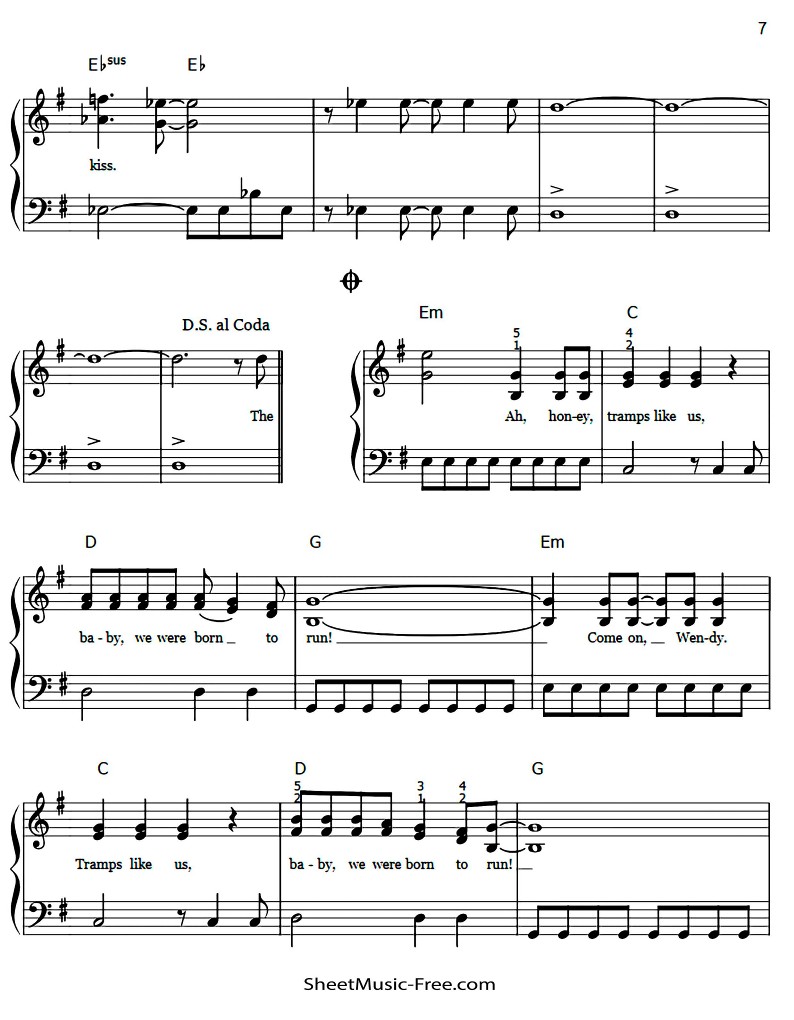 7
E♭sus E♭
kiss.
D.S. al Coda
The
Em C
5 4
1 2
Ah, hon-ey, tramps like us,
D G Em
ba - by, we were born _ to run! ___ Come on, _ Wen-dy.
C D G
5 3 4
2 1 2
Tramps like us, ba - by, we were born to run! _
SheetMusic-Free.com